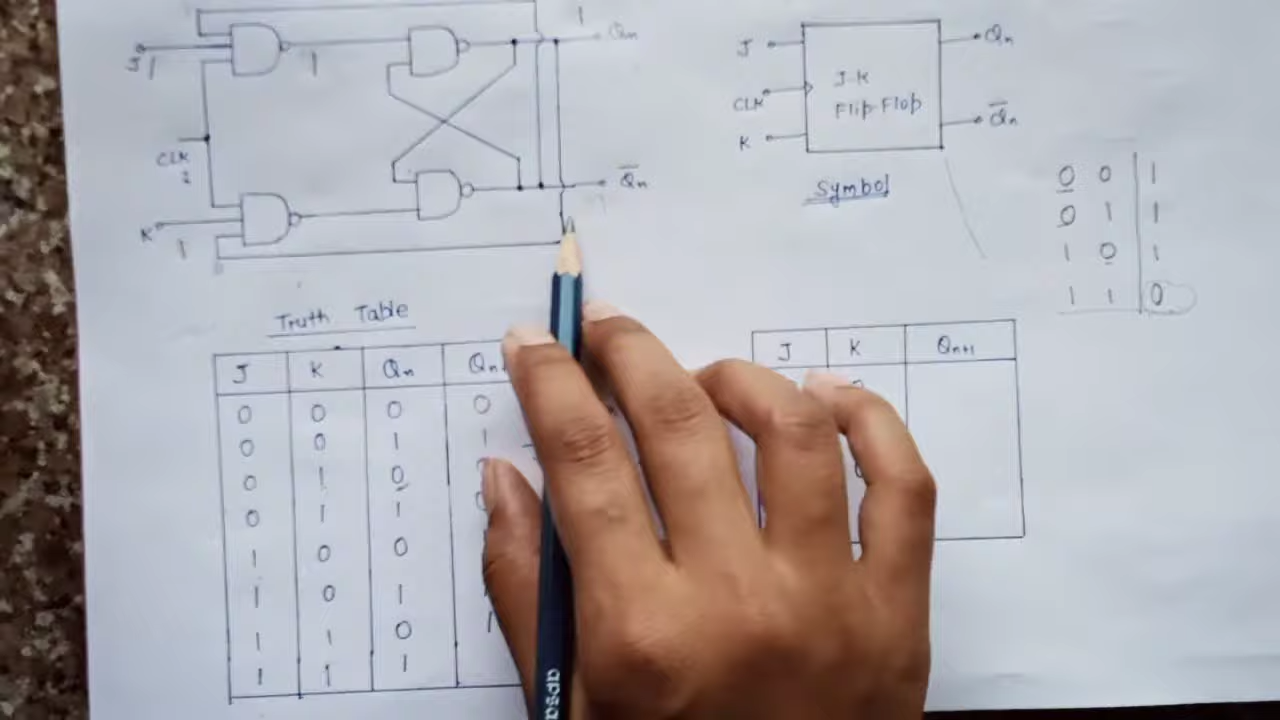 1
Qn
J
1
1
CLK
Q̅n
K
1
J
CLK
K
J-K
Flip-Flop
Qn
Q̅n
Symbol
0 0 1
0 1 1
1 0 1
1 1 0
Truth Table
J K Qn
0 0 0 0
0 0 1 1
0 1 0
0 1 1
1 0 0
1 0 1
1 1 0 1
1 1 1
J K Qn+1
apsa